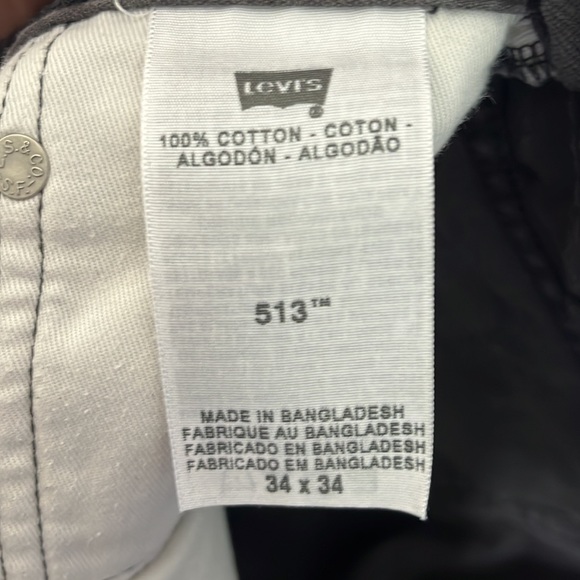 LEVI'S
®
100% COTTON - COTON -
ALGODÓN - ALGODÃO
513™
MADE IN BANGLADESH
FABRIQUE AU BANGLADESH
FABRICADO EN BANGLADESH
FABRICADO EM BANGLADESH
34 x 34
S. & CO.
S.F.